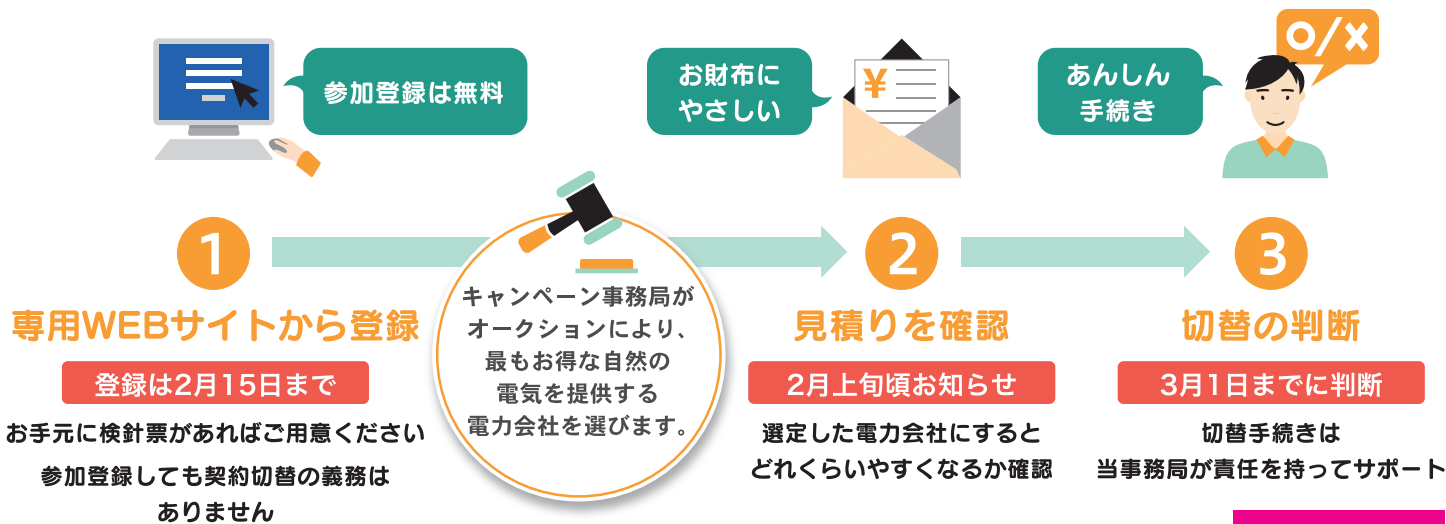 参加登録は無料
お財布に
やさしい
¥
あんしん
手続き
O/×
1
専用WEBサイトから登録
登録は2月15日まで
お手元に検針票があればご用意ください
参加登録しても契約切替の義務は
ありません
キャンペーン事務局が
オークションにより、
最もお得な自然の
電気を提供する
電力会社を選びます。
2
見積りを確認
2月上旬頃お知らせ
選定した電力会社にすると
どれくらいやすくなるか確認
3
切替の判断
3月1日までに判断
切替手続きは
当事務局が責任を持ってサポート